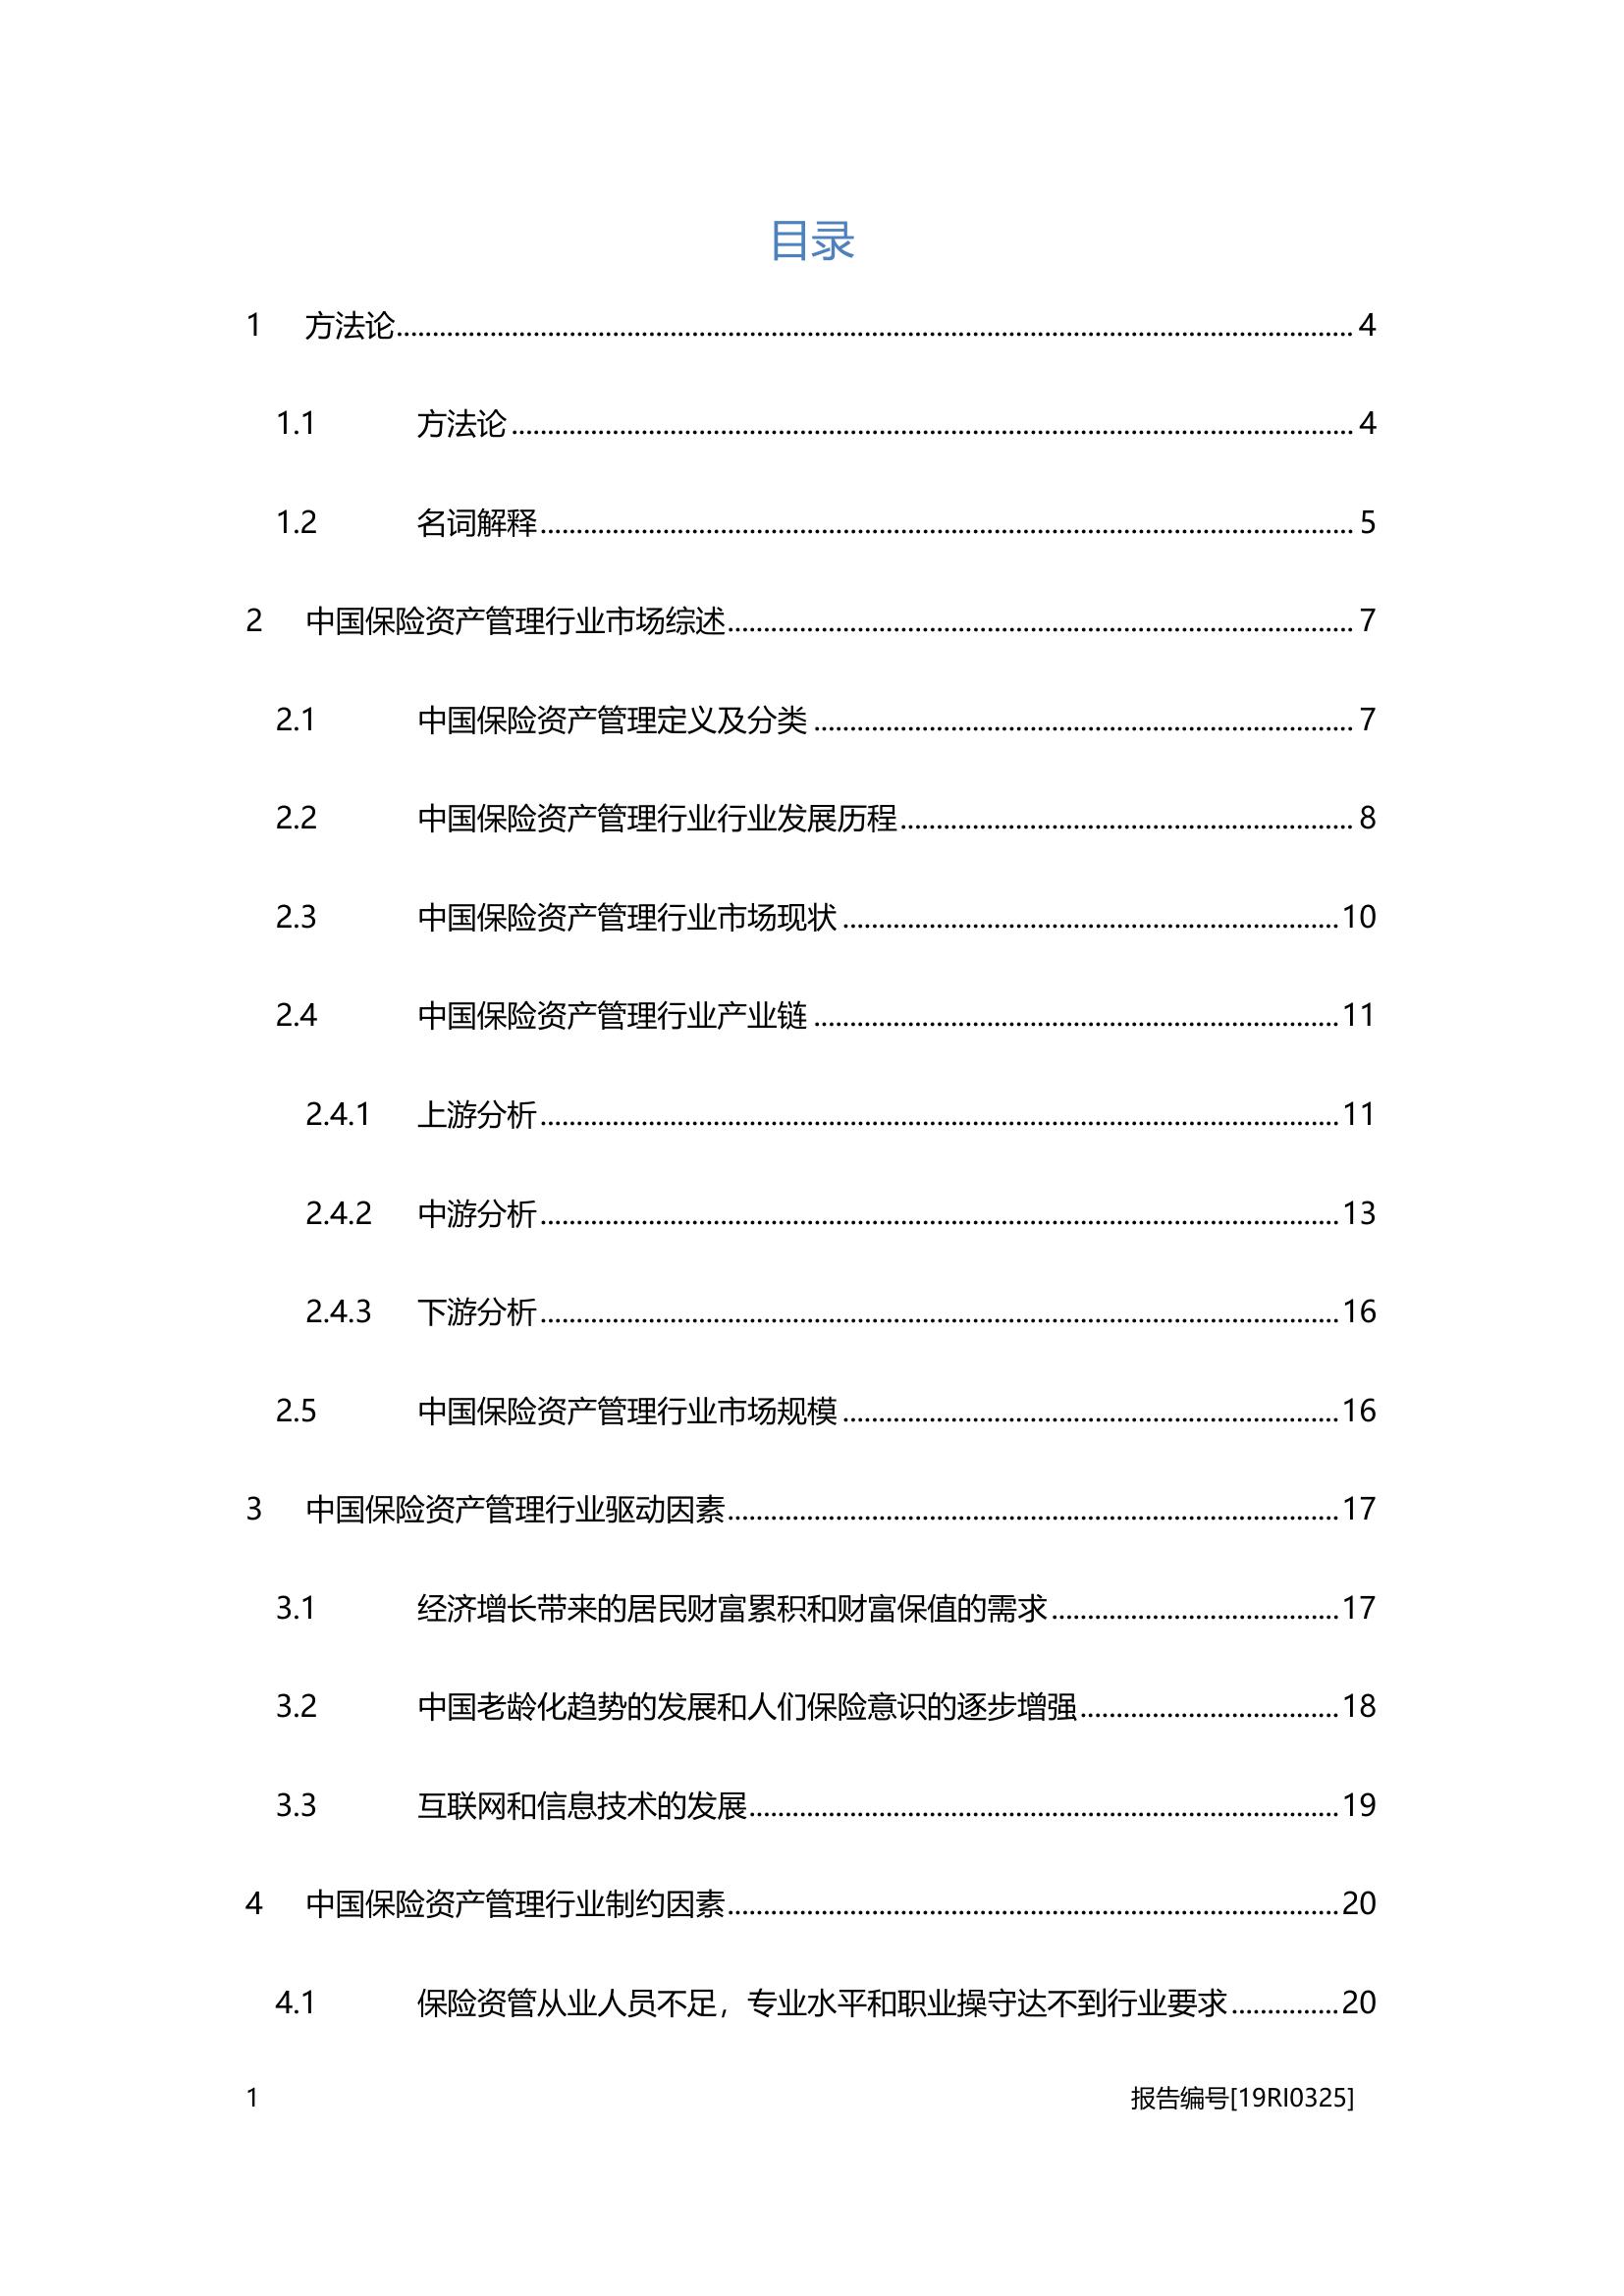 目录
1 方法论........................................ 4
1.1 方法论........................................ 4
1.2 名词解释........................................ 5
2 中国保险资产管理行业市场综述........................................ 7
2.1 中国保险资产管理定义及分类........................................ 7
2.2 中国保险资产管理行业行业发展历程........................................ 8
2.3 中国保险资产管理行业市场现状........................................ 10
2.4 中国保险资产管理行业产业链........................................ 11
2.4.1 上游分析........................................ 11
2.4.2 中游分析........................................ 13
2.4.3 下游分析........................................ 16
2.5 中国保险资产管理行业市场规模........................................ 16
3 中国保险资产管理行业驱动因素........................................ 17
3.1 经济增长带来的居民财富累积和财富保值的需求........................................ 17
3.2 中国老龄化趋势的发展和人们保险意识的逐步增强........................................ 18
3.3 互联网和信息技术的发展........................................ 19
4 中国保险资产管理行业制约因素........................................ 20
4.1 保险资管从业人员不足，专业水平和职业操守达不到行业要求............... 20
1 报告编号[19RI0325]